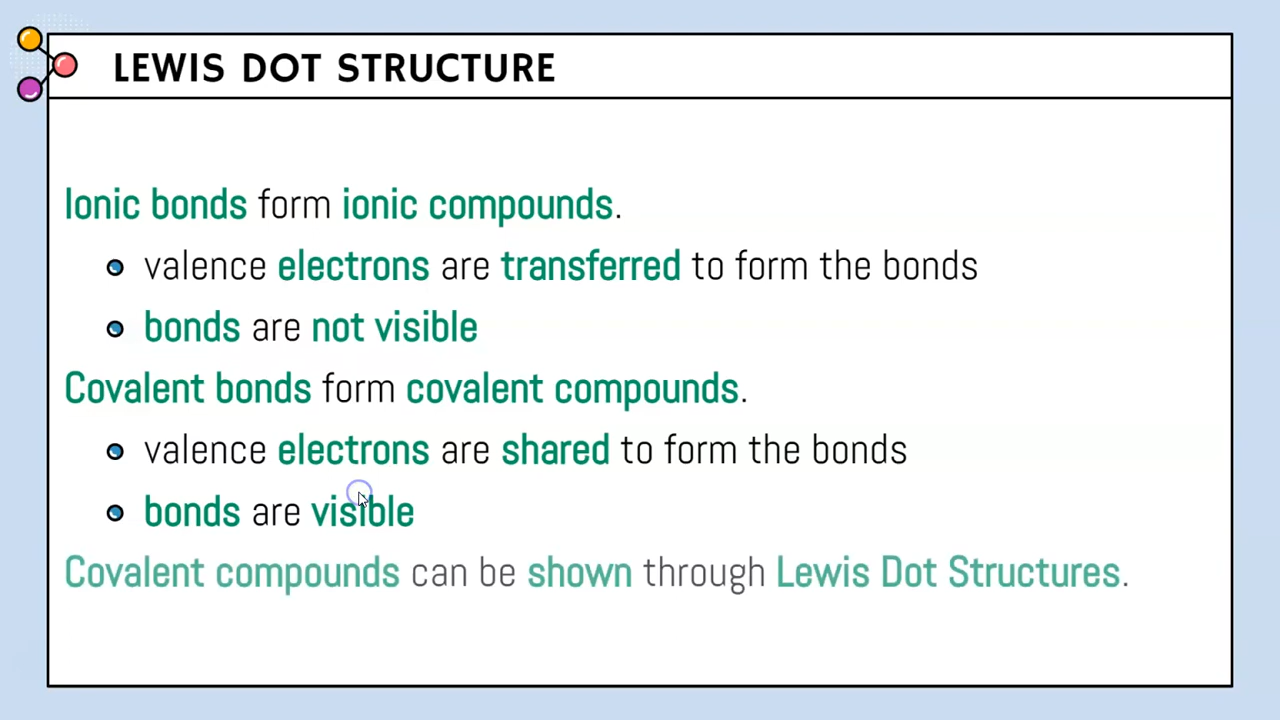 LEWIS DOT STRUCTURE
Ionic bonds form ionic compounds.
valence electrons are transferred to form the bonds
bonds are not visible
Covalent bonds form covalent compounds.
valence electrons are shared to form the bonds
bonds are visible
Covalent compounds can be shown through Lewis Dot Structures.